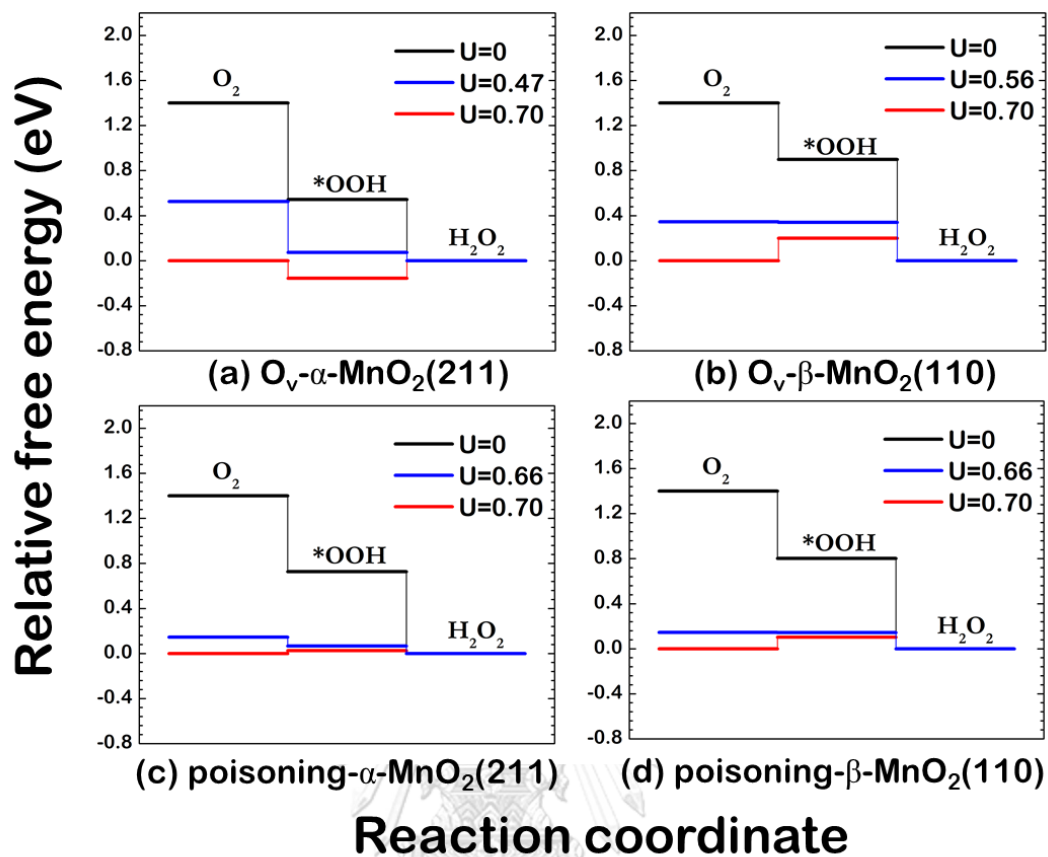 Relative free energy (eV)
2.0
1.6
1.2
0.8
0.4
0.0
-0.4
-0.8
O₂
*OOH
H₂O₂
U=0
U=0.47
U=0.70
(a) Oᵥ-α-MnO₂(211)
2.0
1.6
1.2
0.8
0.4
0.0
-0.4
-0.8
O₂
*OOH
H₂O₂
U=0
U=0.56
U=0.70
(b) Oᵥ-β-MnO₂(110)
2.0
1.6
1.2
0.8
0.4
0.0
-0.4
-0.8
O₂
*OOH
H₂O₂
U=0
U=0.66
U=0.70
(c) poisoning-α-MnO₂(211)
2.0
1.6
1.2
0.8
0.4
0.0
-0.4
-0.8
O₂
*OOH
H₂O₂
U=0
U=0.66
U=0.70
(d) poisoning-β-MnO₂(110)
Reaction coordinate